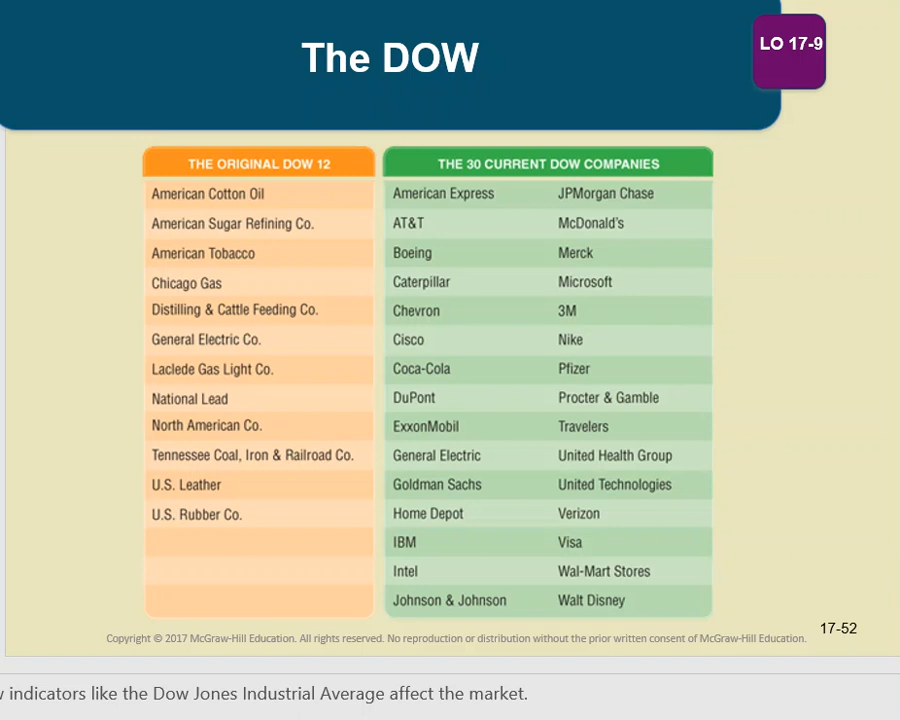 The DOW
LO 17-9
THE ORIGINAL DOW 12
American Cotton Oil
American Sugar Refining Co.
American Tobacco
Chicago Gas
Distilling & Cattle Feeding Co.
General Electric Co.
Laclede Gas Light Co.
National Lead
North American Co.
Tennessee Coal, Iron & Railroad Co.
U.S. Leather
U.S. Rubber Co.
THE 30 CURRENT DOW COMPANIES
American Express JPMorgan Chase
AT&T McDonald's
Boeing Merck
Caterpillar Microsoft
Chevron 3M
Cisco Nike
Coca-Cola Pfizer
DuPont Procter & Gamble
ExxonMobil Travelers
General Electric United Health Group
Goldman Sachs United Technologies
Home Depot Verizon
IBM Visa
Intel Wal-Mart Stores
Johnson & Johnson Walt Disney
17-52
Copyright © 2017 McGraw-Hill Education. All rights reserved. No reproduction or distribution without the prior written consent of McGraw-Hill Education.
indicators like the Dow Jones Industrial Average affect the market.